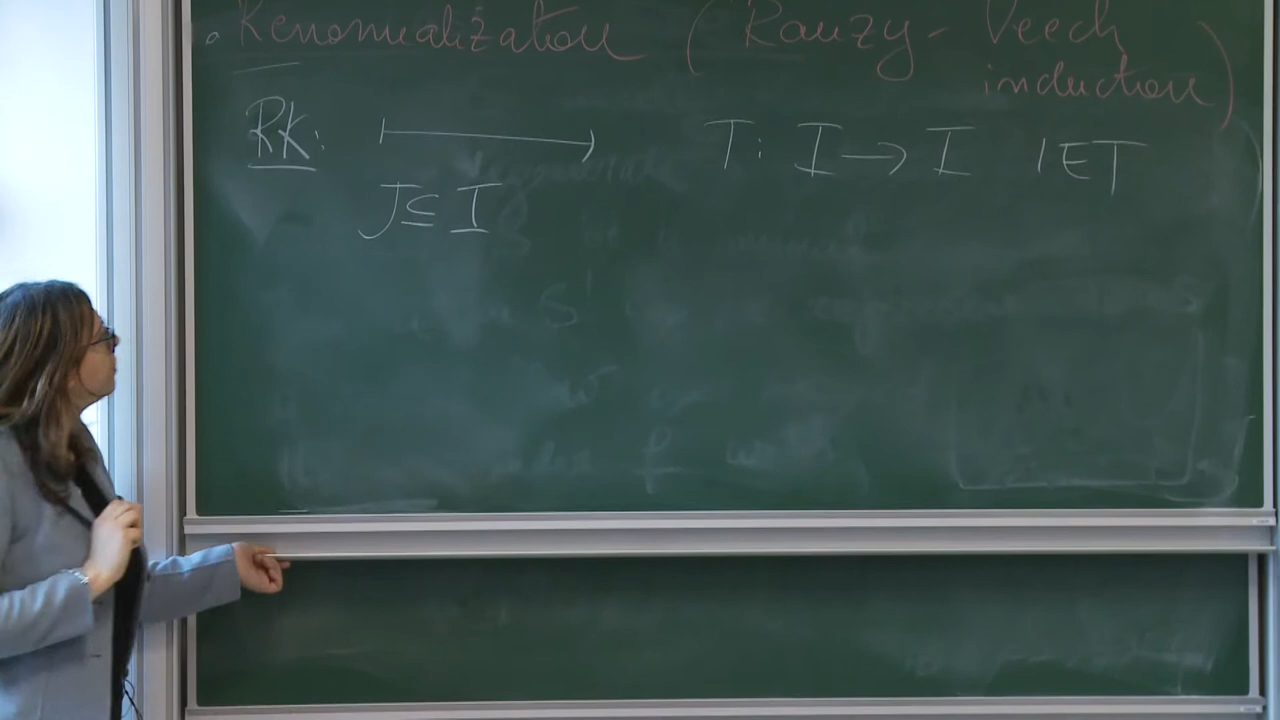 Renormalization (Rauzy - Veech
induction)
RK: T: I → I IET
J ⊆ I